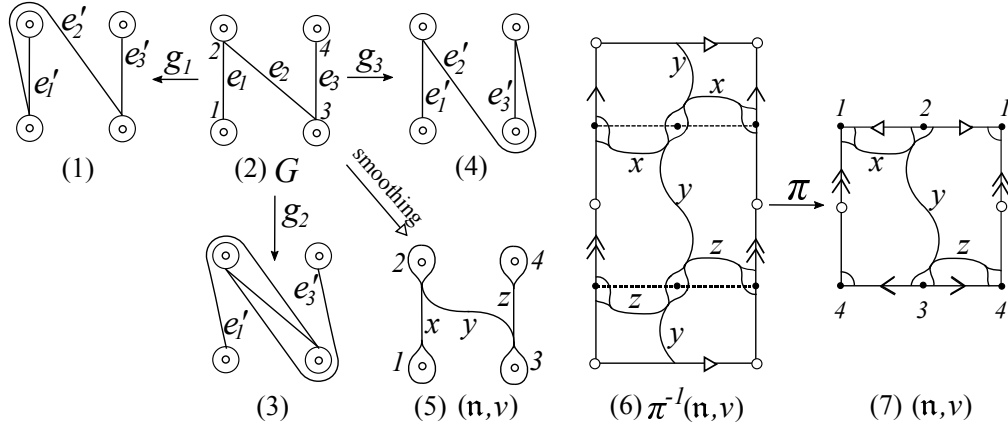 e₂′
e₁′
e₃′
(1)
g₁
2
4
e₁
e₂
e₃
1
3
(2) G
g₃
e₂′
e₁′
e₃′
(4)
g₂
smoothing
e₁′
e₃′
(3)
2
4
x
y
z
1
3
(5) (n,ν)
y
x
x
y
z
z
y
(6) π⁻¹(n,ν)
π
1
2
1
x
y
z
4
3
4
(7) (n,ν)